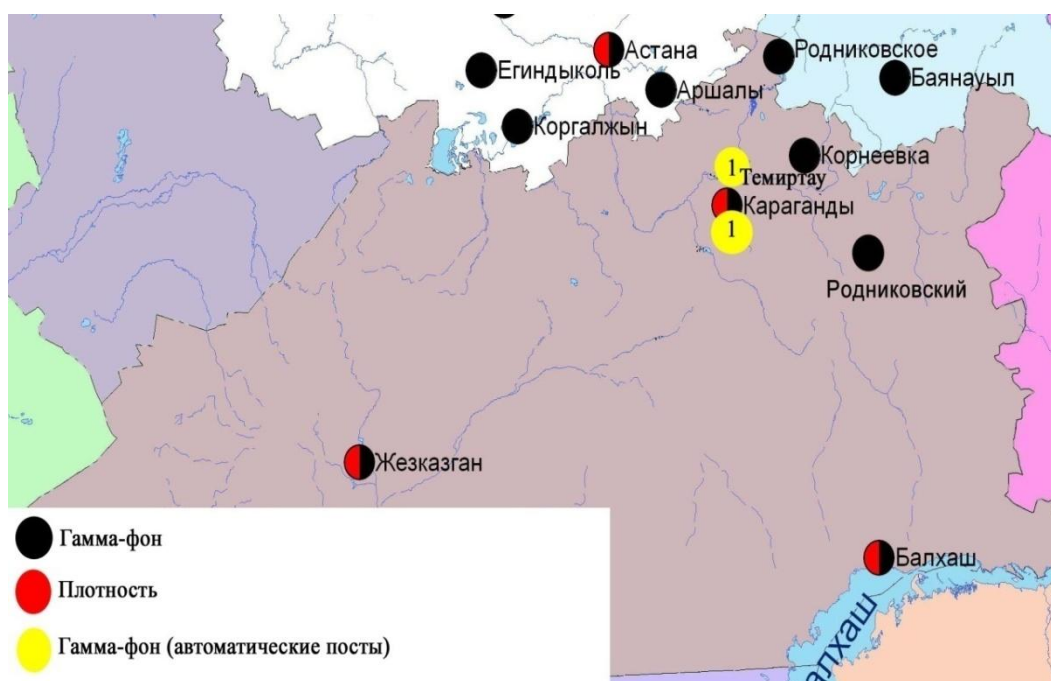 Астана
Родниковское
Егиндыколь
Баянауыл
Аршалы
Коргалжын
Корнеевка
1
Темиртау
Караганды
1
Родниковский
Жезказган
Балхаш
алхаш
Гамма-фон
Плотность
Гамма-фон (автоматические посты)